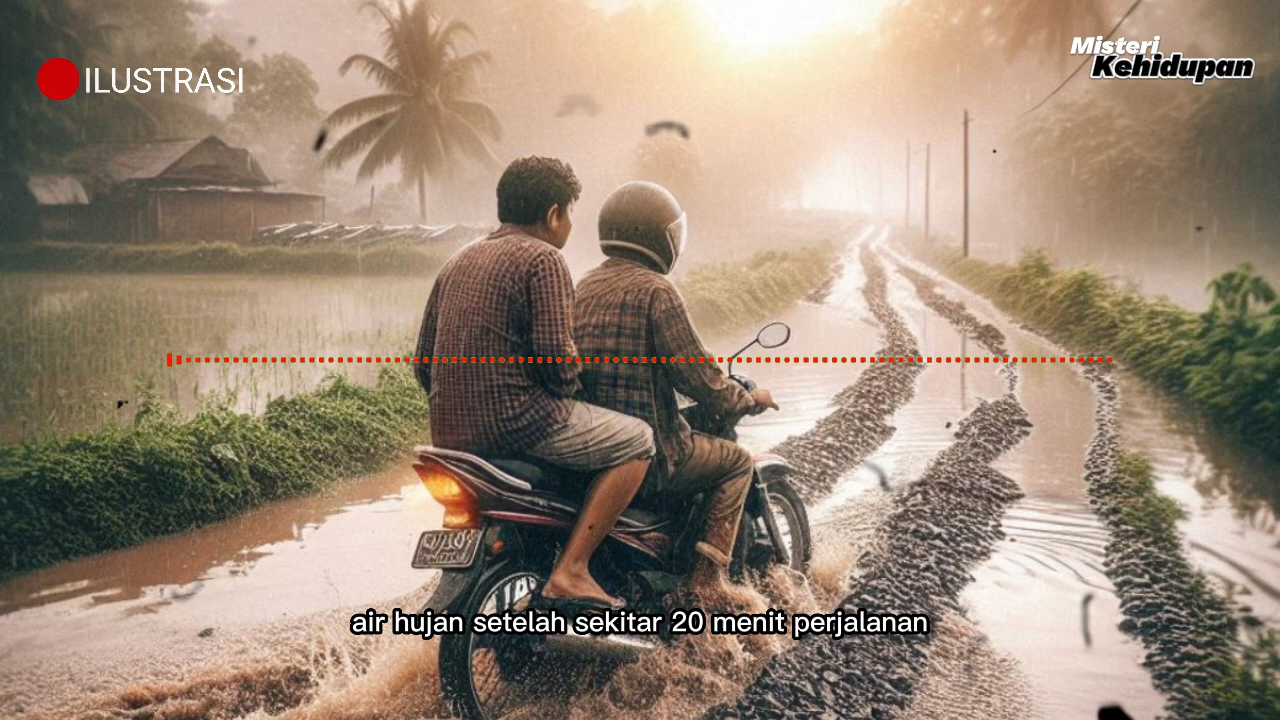 ILUSTRASI
Misteri
Kehidupan
air hujan setelah sekitar 20 menit perjalanan